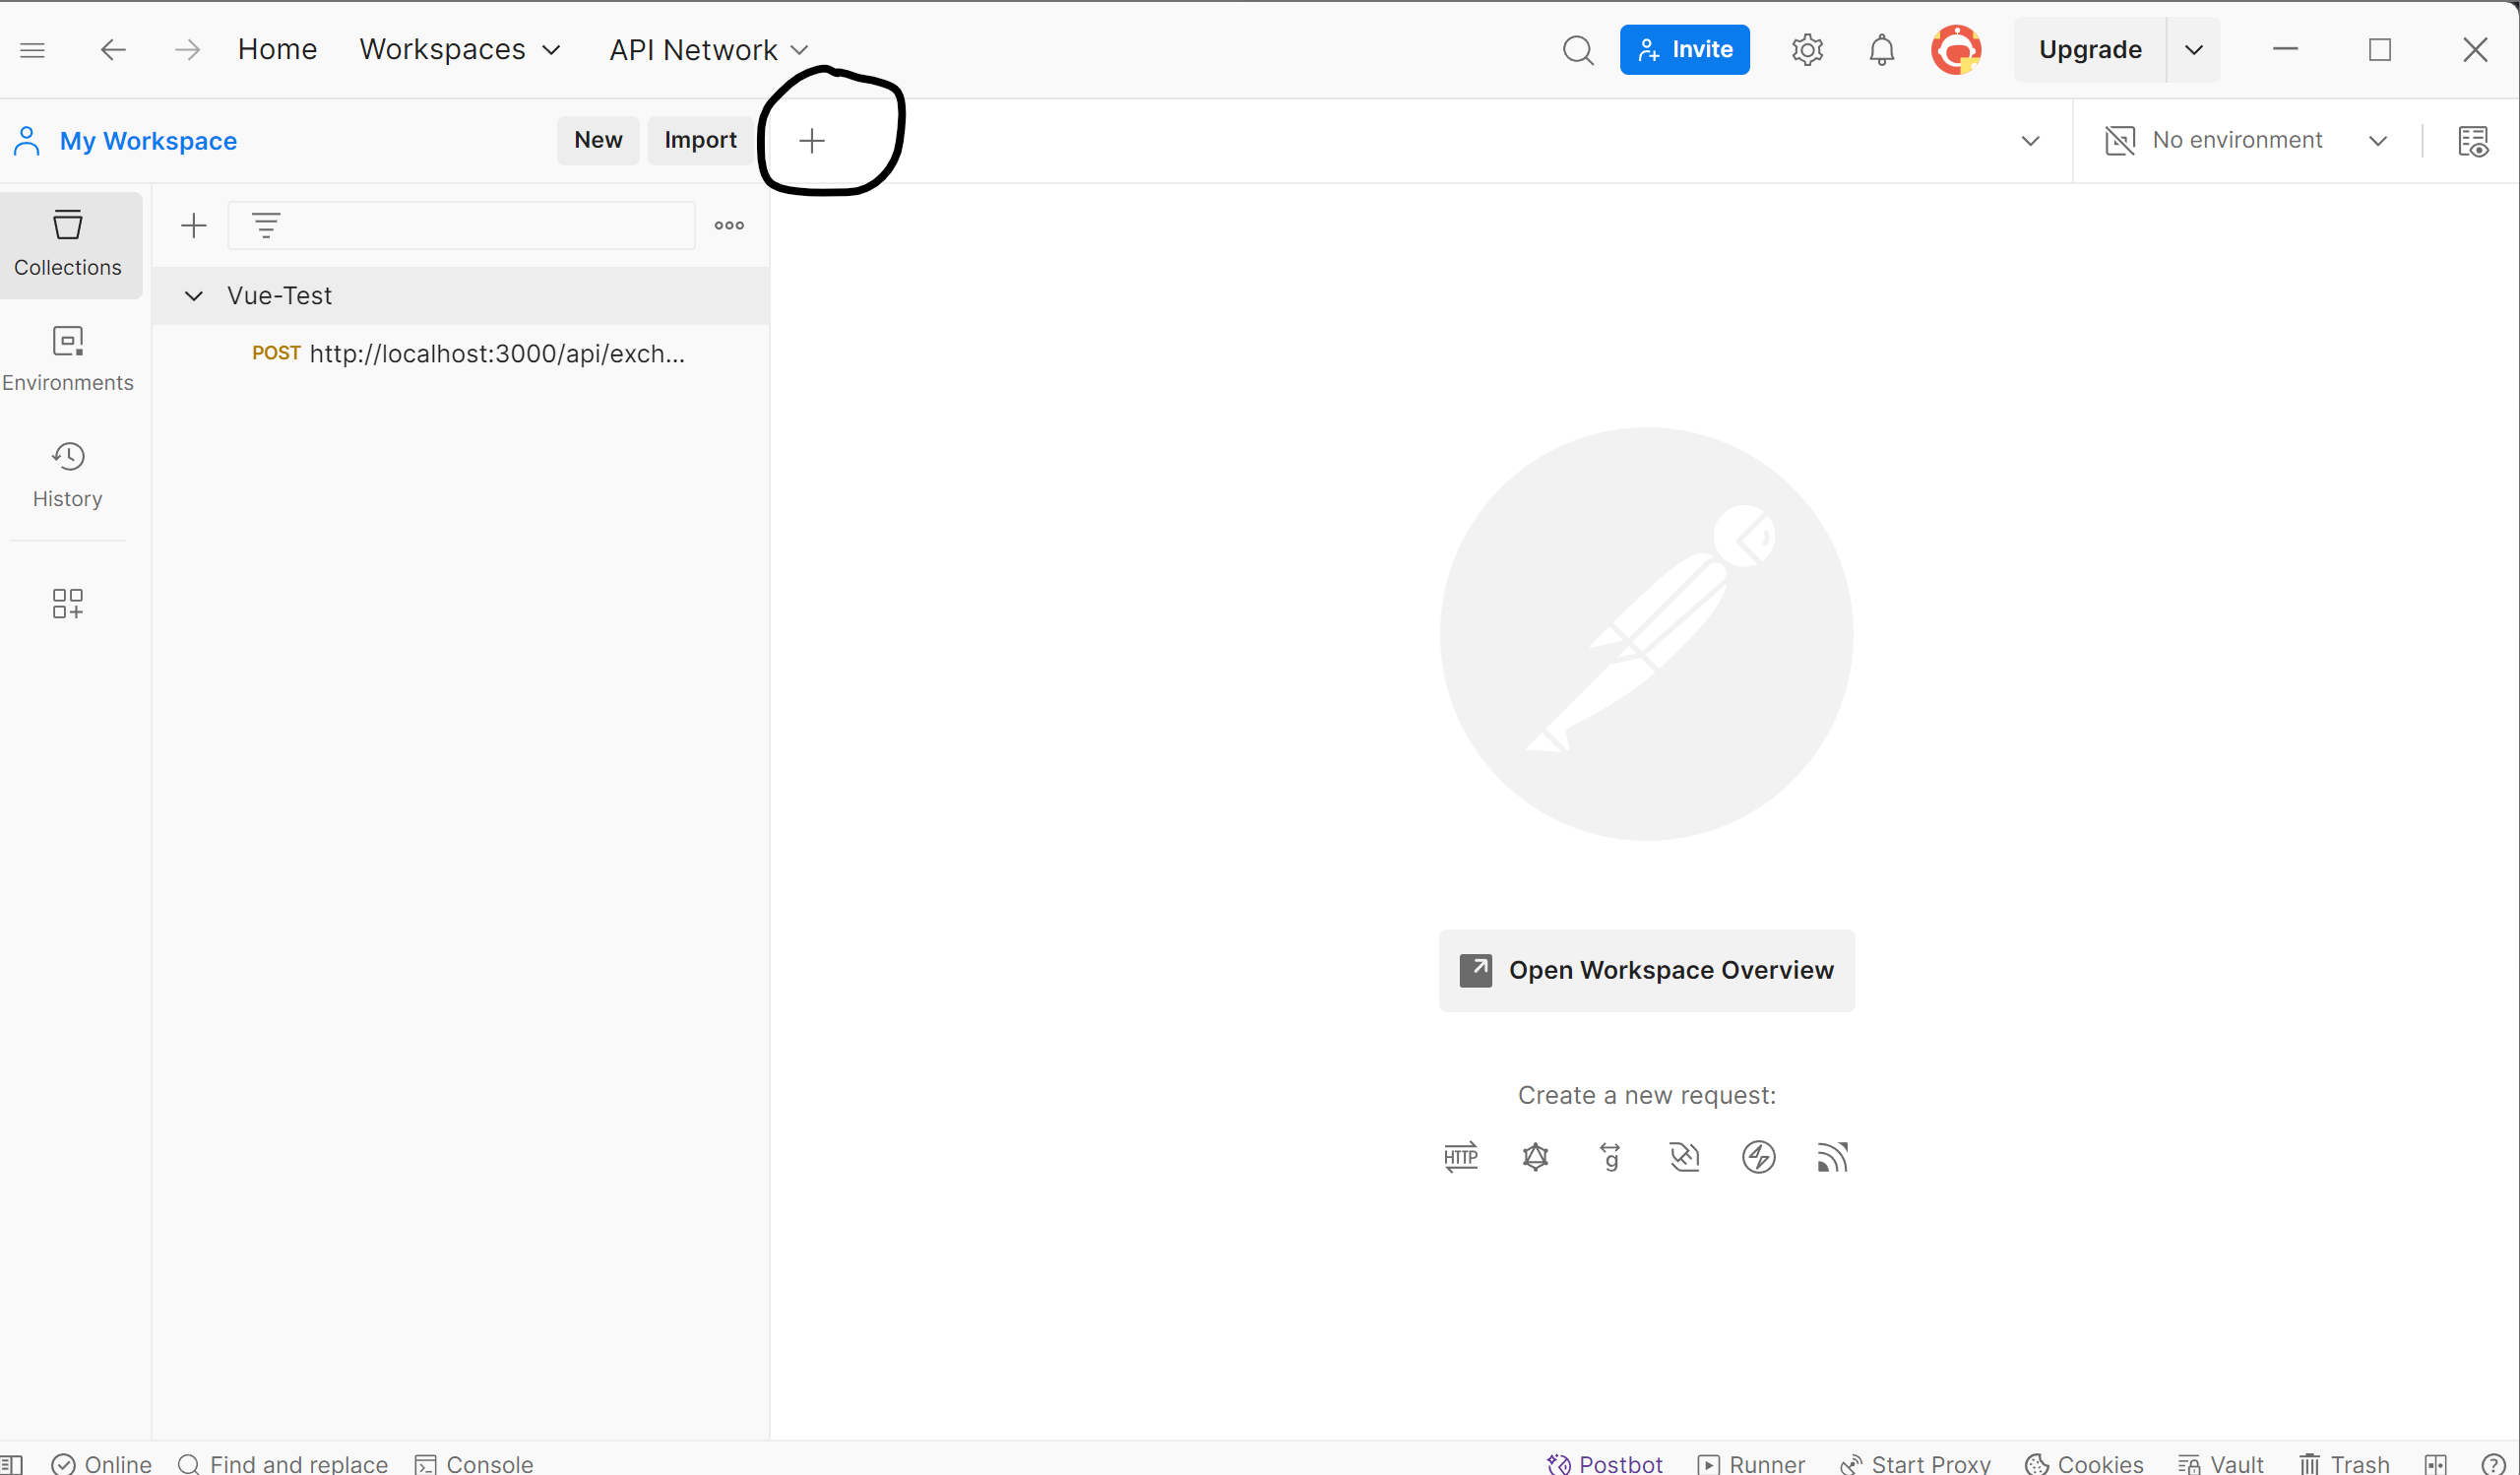 Home Workspaces API Network Invite Upgrade
My Workspace New Import No environment
Collections
Vue-Test
POST http://localhost:3000/api/exch...
Environments
History
Open Workspace Overview
Create a new request:
HTTP g
Online Find and replace Console Postbot Runner Start Proxy Cookies Vault Trash